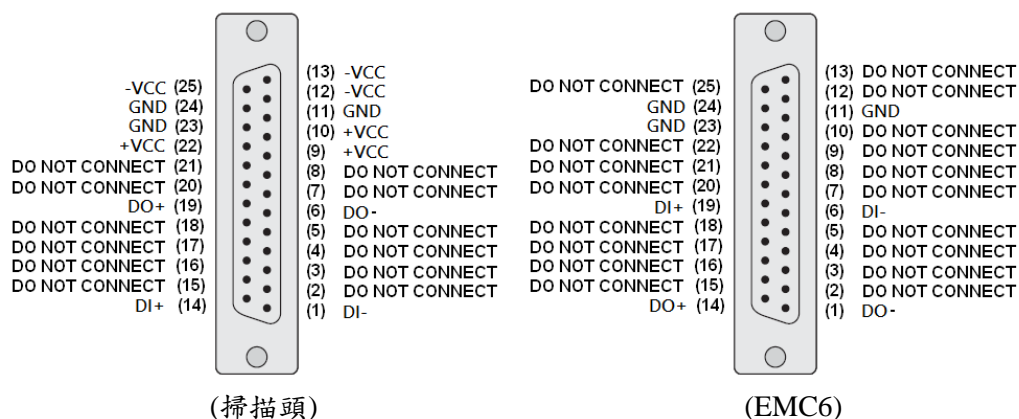 -VCC (25)
GND (24)
GND (23)
+VCC (22)
DO NOT CONNECT (21)
DO NOT CONNECT (20)
DO+ (19)
DO NOT CONNECT (18)
DO NOT CONNECT (17)
DO NOT CONNECT (16)
DO NOT CONNECT (15)
DI+ (14)
(13) -VCC
(12) -VCC
(11) GND
(10) +VCC
(9) +VCC
(8) DO NOT CONNECT
(7) DO NOT CONNECT
(6) DO-
(5) DO NOT CONNECT
(4) DO NOT CONNECT
(3) DO NOT CONNECT
(2) DO NOT CONNECT
(1) DI-
(掃描頭)
DO NOT CONNECT (25)
GND (24)
GND (23)
DO NOT CONNECT (22)
DO NOT CONNECT (21)
DO NOT CONNECT (20)
DI+ (19)
DO NOT CONNECT (18)
DO NOT CONNECT (17)
DO NOT CONNECT (16)
DO NOT CONNECT (15)
DO+ (14)
(13) DO NOT CONNECT
(12) DO NOT CONNECT
(11) GND
(10) DO NOT CONNECT
(9) DO NOT CONNECT
(8) DO NOT CONNECT
(7) DO NOT CONNECT
(6) DI-
(5) DO NOT CONNECT
(4) DO NOT CONNECT
(3) DO NOT CONNECT
(2) DO NOT CONNECT
(1) DO-
(EMC6)